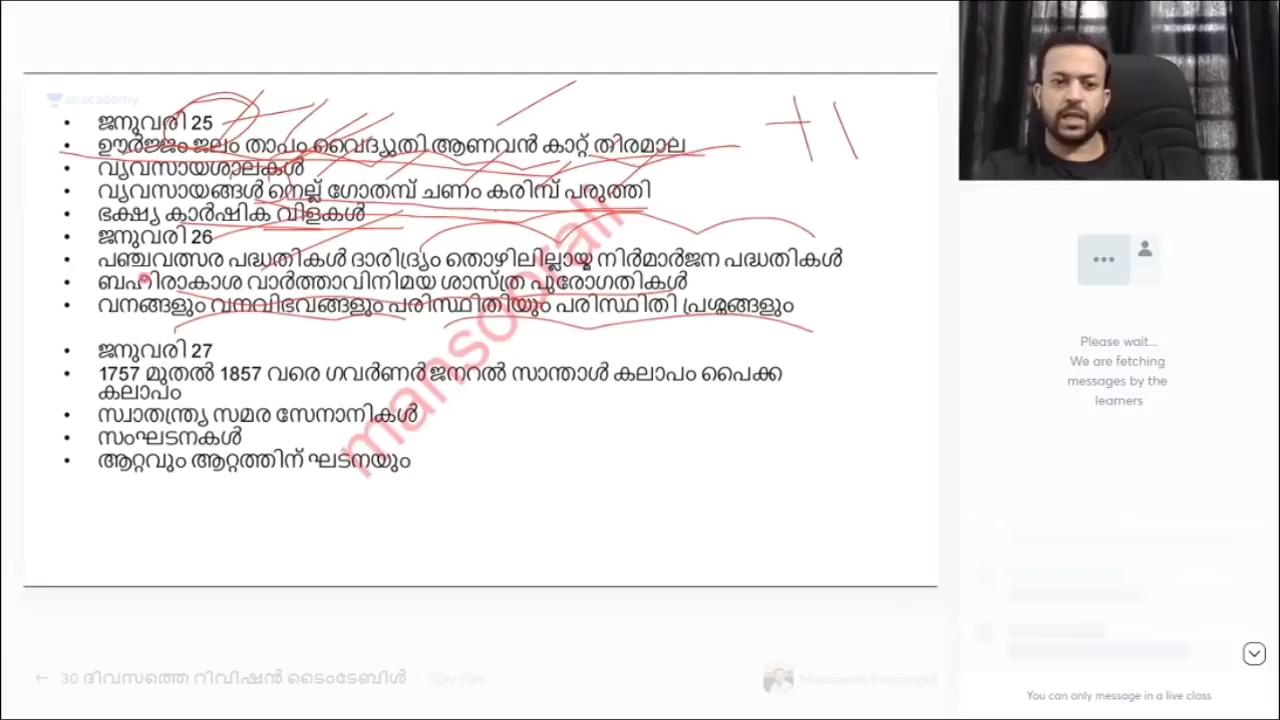 unacademy
• ജനുവരി 25
• ഊർജ്ജം ജലം താപം വൈദ്യുതി ആണവൻ കാറ്റ് തിരമാല
• വ്യവസായശാലകൾ
• വ്യവസായങ്ങൾ നെല്ല് ഗോതമ്പ് ചണം കരിമ്പ് പരുത്തി
• ഭക്ഷ്യ കാർഷിക വിളകൾ
• ജനുവരി 26
• പഞ്ചവത്സര പദ്ധതികൾ ദാരിദ്ര്യം തൊഴിലില്ലായ്മ നിർമാർജന പദ്ധതികൾ
• ബഹിരാകാശ വാർത്താവിനിമയ ശാസ്ത്ര പുരോഗതികൾ
• വനങ്ങളും വനവിഭവങ്ങളും പരിസ്ഥിതിയും പരിസ്ഥിതി പ്രശ്നങ്ങളും
• ജനുവരി 27
• 1757 മുതൽ 1857 വരെ ഗവർണർ ജനറൽ സാന്താൾ കലാപം പൈക്ക
കലാപം
• സ്വാതന്ത്ര്യ സമര സേനാനികൾ
• സംഘടനകൾ
• ആറ്റവും ആറ്റത്തിന് ഘടനയും
mansoorali
+1
Please wait...
We are fetching
messages by the
learners
You can only message in a live class
← 30 ദിവസത്തെ റിവിഷൻ ടൈംടേബിൾ